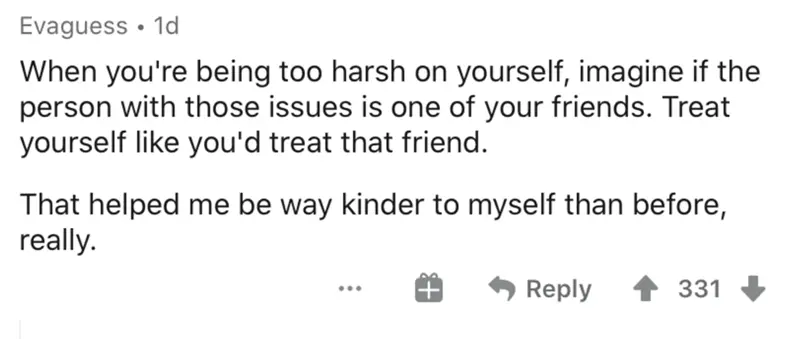 Evaguess • 1d
When you're being too harsh on yourself, imagine if the
person with those issues is one of your friends. Treat
yourself like you'd treat that friend.
That helped me be way kinder to myself than before,
really.
... Reply 331